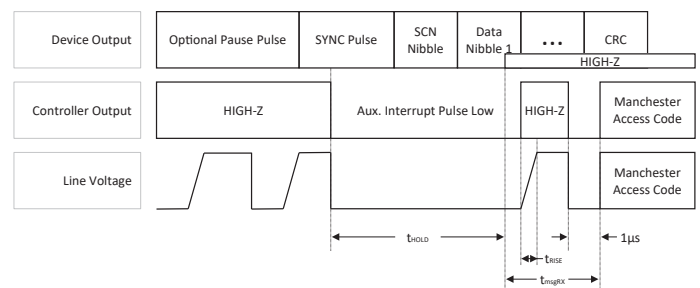 Device Output
Optional Pause Pulse
SYNC Pulse
SCN
Nibble
Data
Nibble 1
...
CRC
HIGH-Z
Controller Output
HIGH-Z
Aux. Interrupt Pulse Low
HIGH-Z
Manchester
Access Code
Line Voltage
Manchester
Access Code
tHOLD
1µs
tRISE
tmsgRX